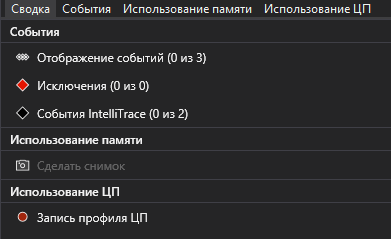 Сводка События Использование памяти Использование ЦП
События
Отображение событий (0 из 3)
Исключения (0 из 0)
События IntelliTrace (0 из 2)
Использование памяти
Сделать снимок
Использование ЦП
Запись профиля ЦП